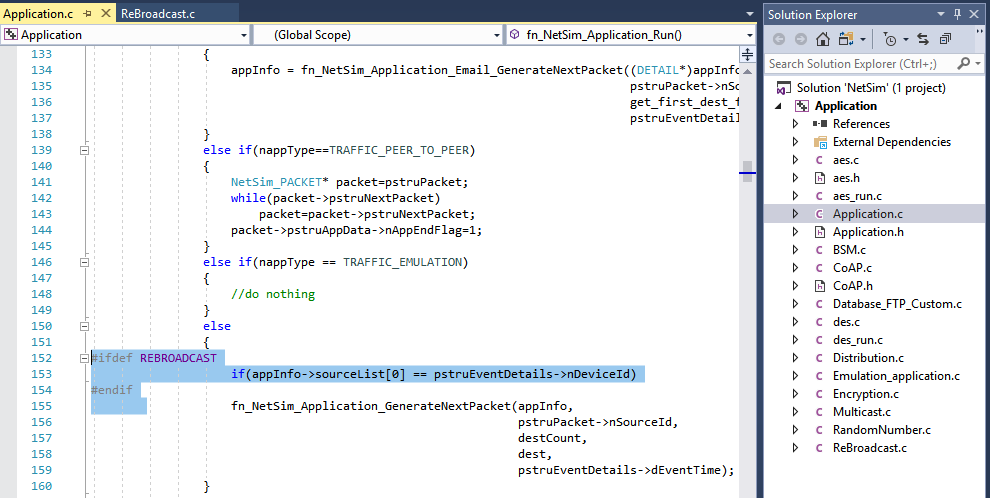 Application.c
ReBroadcast.c
Application
(Global Scope)
fn_NetSim_Application_Run()
133 {
134 appInfo = fn_NetSim_Application_Email_GenerateNextPacket((DETAIL*)appInfo
135 pstruPacket->nSo
136 get_first_dest_f
137 pstruEventDetai
138 }
139 else if(nappType==TRAFFIC_PEER_TO_PEER)
140 {
141 NetSim_PACKET* packet=pstruPacket;
142 while(packet->pstruNextPacket)
143 packet=packet->pstruNextPacket;
144 packet->pstruAppData->nAppEndFlag=1;
145 }
146 else if(nappType == TRAFFIC_EMULATION)
147 {
148 //do nothing
149 }
150 else
151 {
152 #ifdef REBROADCAST
153 if(appInfo->sourceList[0] == pstruEventDetails->nDeviceId)
154 #endif
155 fn_NetSim_Application_GenerateNextPacket(appInfo,
156 pstruPacket->nSourceId,
157 destCount,
158 dest,
159 pstruEventDetails->dEventTime);
160 }
Solution Explorer
Search Solution Explorer (Ctrl+;)
Solution 'NetSim' (1 project)
Application
References
External Dependencies
aes.c
aes.h
aes_run.c
Application.c
Application.h
BSM.c
CoAP.c
CoAP.h
Database_FTP_Custom.c
des.c
des_run.c
Distribution.c
Emulation_application.c
Encryption.c
Multicast.c
RandomNumber.c
ReBroadcast.c